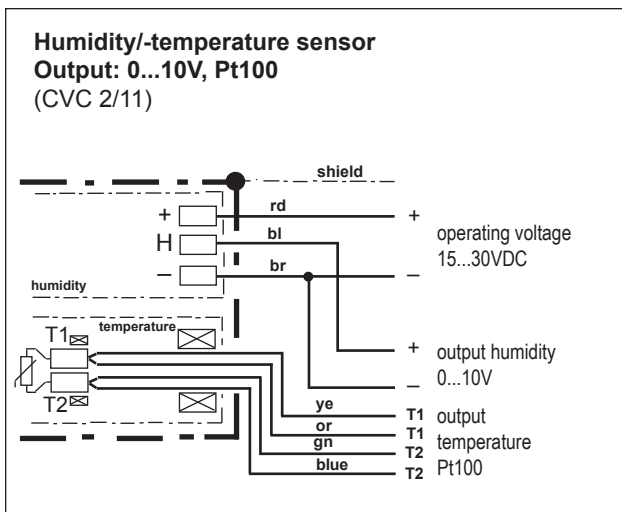 Humidity/-temperature sensor
Output: 0...10V, Pt100
(CVC 2/11)
shield
+ rd +
H bl
operating voltage
15...30VDC
– br –
humidity
T1 temperature
+ output humidity
0...10V
–
T2
ye T1 output
or T1
temperature
gn T2
blue T2 Pt100